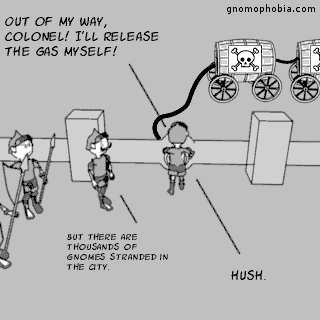 gnomophobia.com
OUT OF MY WAY,
COLONEL! I'LL RELEASE
THE GAS MYSELF!
BUT THERE ARE
THOUSANDS OF
GNOMES STRANDED IN
THE CITY.
HUSH.